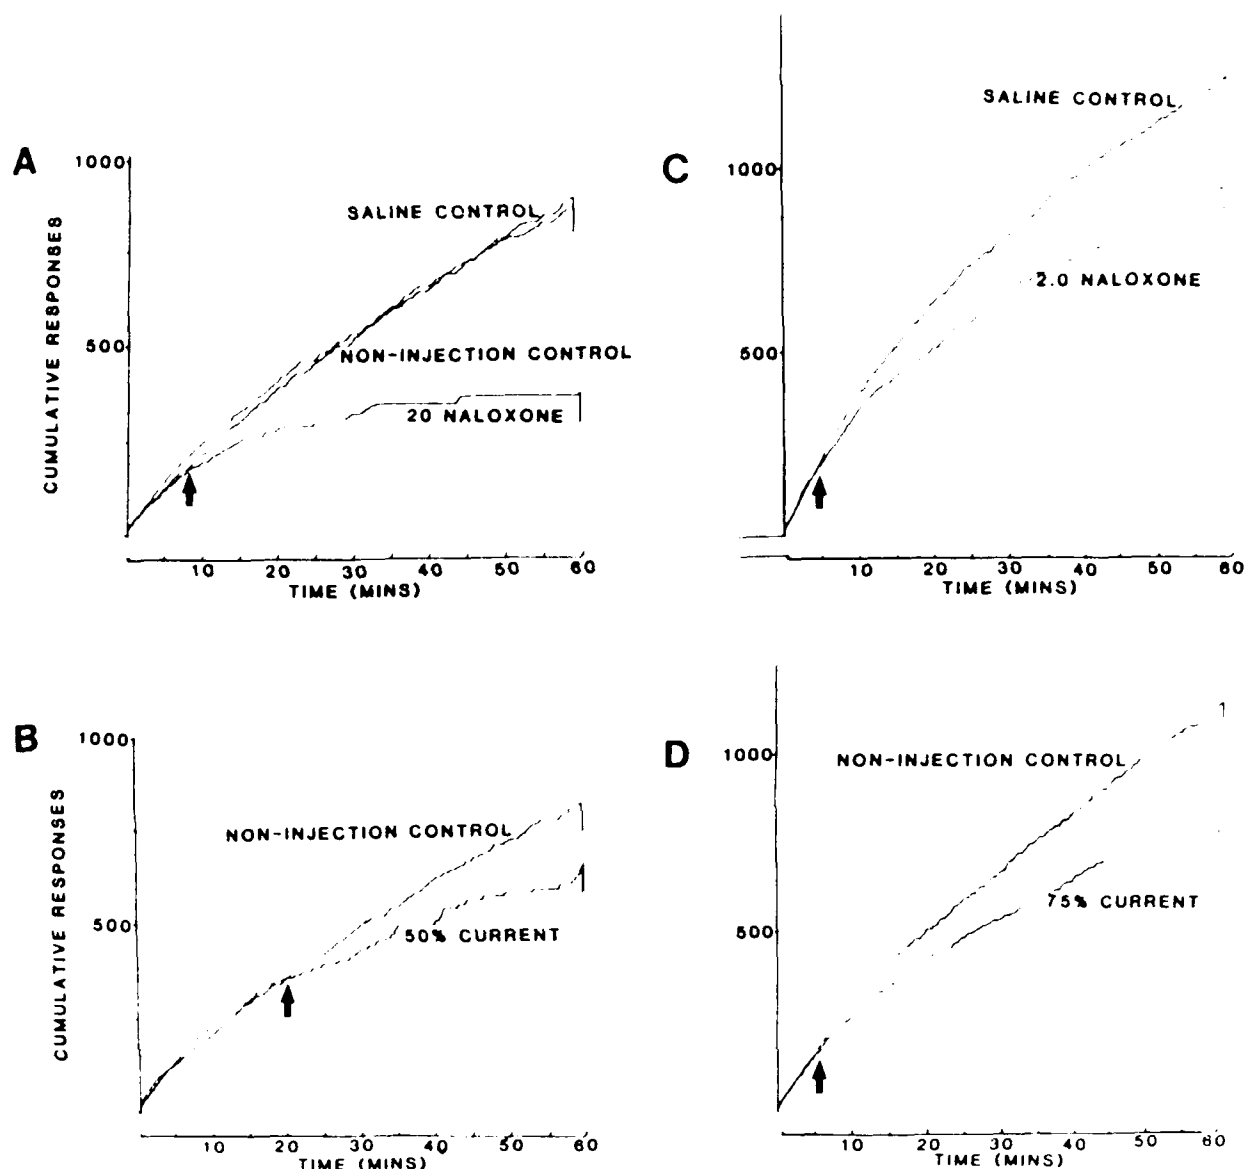 A
CUMULATIVE RESPONSES
1000
500
SALINE CONTROL
NON-INJECTION CONTROL
20 NALOXONE
10 20 30 40 50 60
TIME (MINS)
C
1000
500
SALINE CONTROL
2.0 NALOXONE
10 20 30 40 50 60
TIME (MINS)
B
CUMULATIVE RESPONSES
1000
500
NON-INJECTION CONTROL
50% CURRENT
10 20 30 40 50 60
TIME (MINS)
D
1000
500
NON-INJECTION CONTROL
75% CURRENT
10 20 30 40 50 60
TIME (MINS)